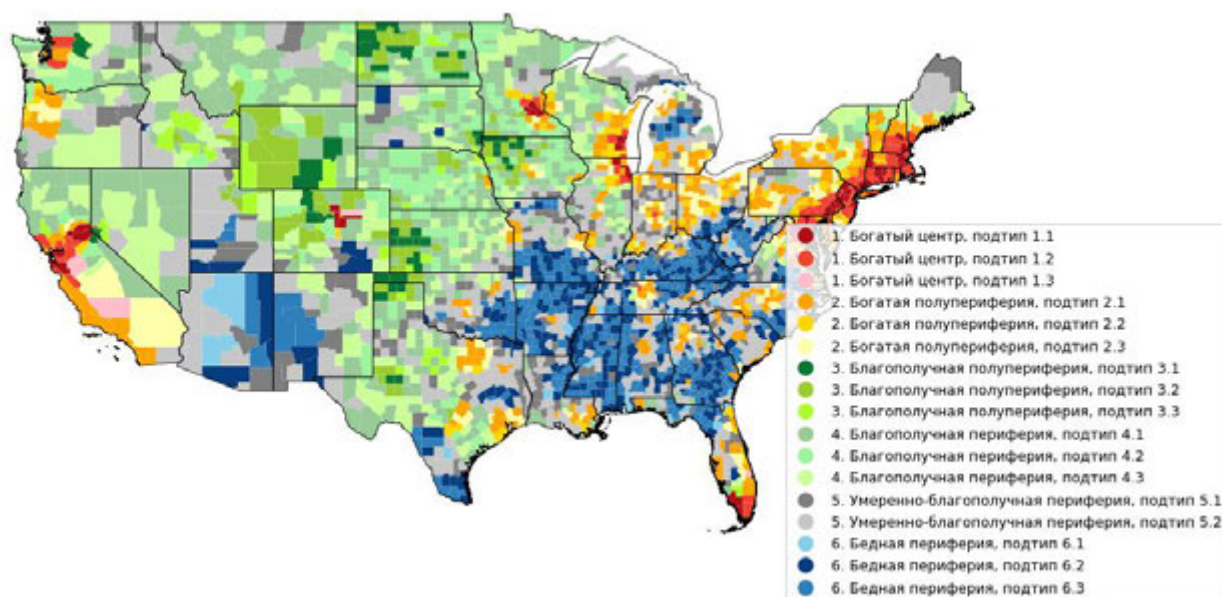 1. Богатый центр, подтип 1.1
1. Богатый центр, подтип 1.2
1. Богатый центр, подтип 1.3
2. Богатая полупериферия, подтип 2.1
2. Богатая полупериферия, подтип 2.2
2. Богатая полупериферия, подтип 2.3
3. Благополучная полупериферия, подтип 3.1
3. Благополучная полупериферия, подтип 3.2
3. Благополучная полупериферия, подтип 3.3
4. Благополучная периферия, подтип 4.1
4. Благополучная периферия, подтип 4.2
4. Благополучная периферия, подтип 4.3
5. Умеренно-благополучная периферия, подтип 5.1
5. Умеренно-благополучная периферия, подтип 5.2
6. Бедная периферия, подтип 6.1
6. Бедная периферия, подтип 6.2
6. Бедная периферия, подтип 6.3